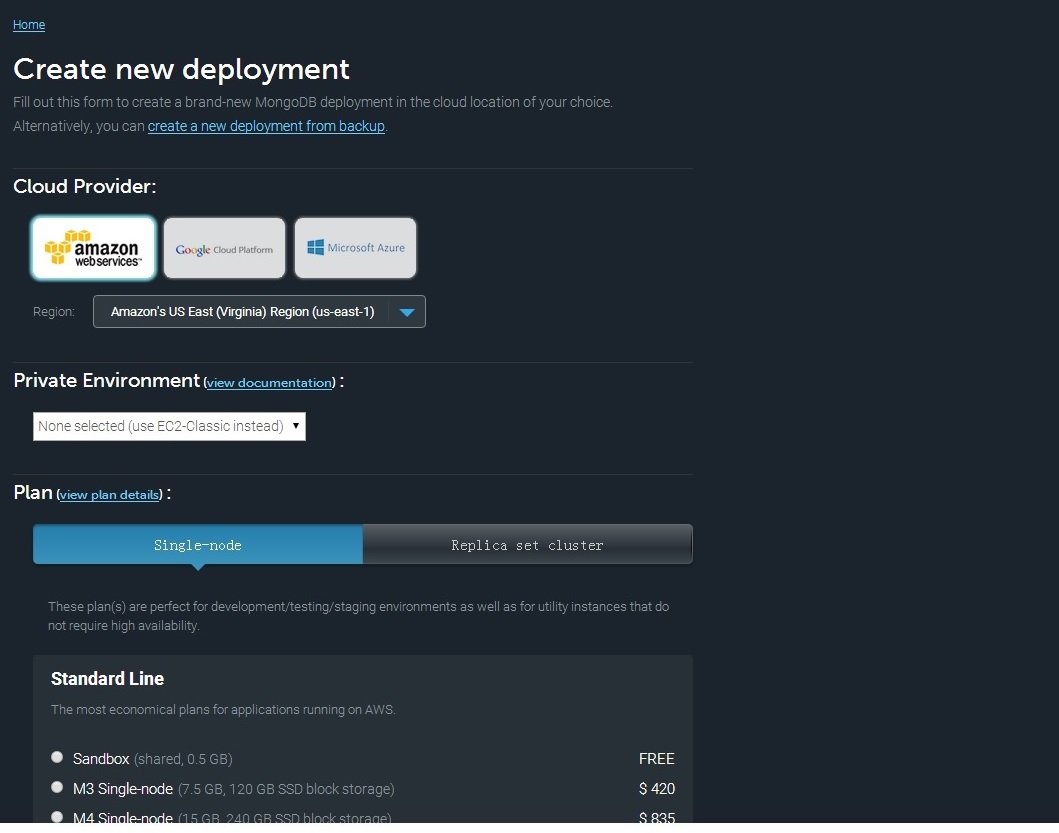 Home
Create new deployment
Fill out this form to create a brand-new MongoDB deployment in the cloud location of your choice.
Alternatively, you can create a new deployment from backup.
Cloud Provider:
amazon
webservices™
Google Cloud Platform
Microsoft Azure
Region: Amazon's US East (Virginia) Region (us-east-1)
Private Environment (view documentation) :
None selected (use EC2-Classic instead)
Plan (view plan details) :
Single-node Replica set cluster
These plan(s) are perfect for development/testing/staging environments as well as for utility instances that do
not require high availability.
Standard Line
The most economical plans for applications running on AWS.
Sandbox (shared, 0.5 GB) FREE
M3 Single-node (7.5 GB, 120 GB SSD block storage) $ 420
M4 Single-node (15 GB, 240 GB SSD block storage) $ 835